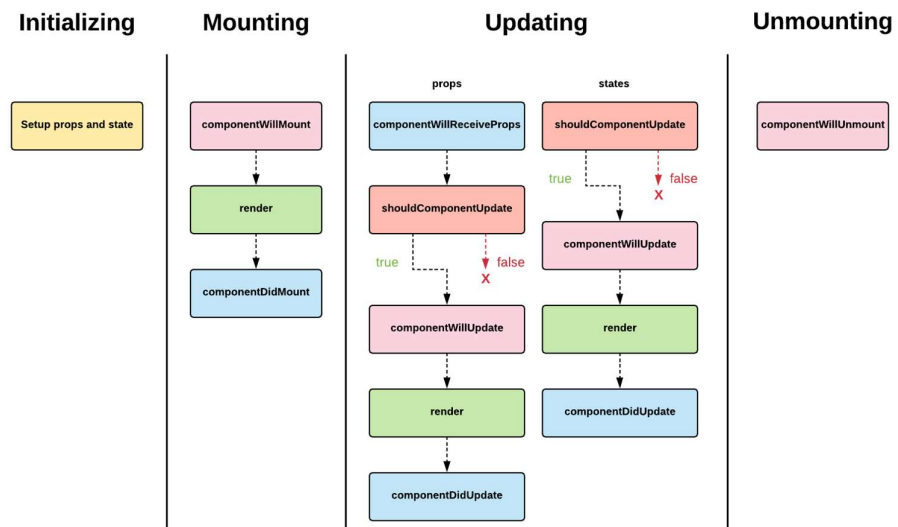 Initializing
Mounting
Updating
Unmounting
props
states
Setup props and state
componentWillMount
render
componentDidMount
componentWillReceiveProps
shouldComponentUpdate
true
false
X
componentWillUpdate
render
componentDidUpdate
shouldComponentUpdate
true
false
X
componentWillUpdate
render
componentDidUpdate
componentWillUnmount